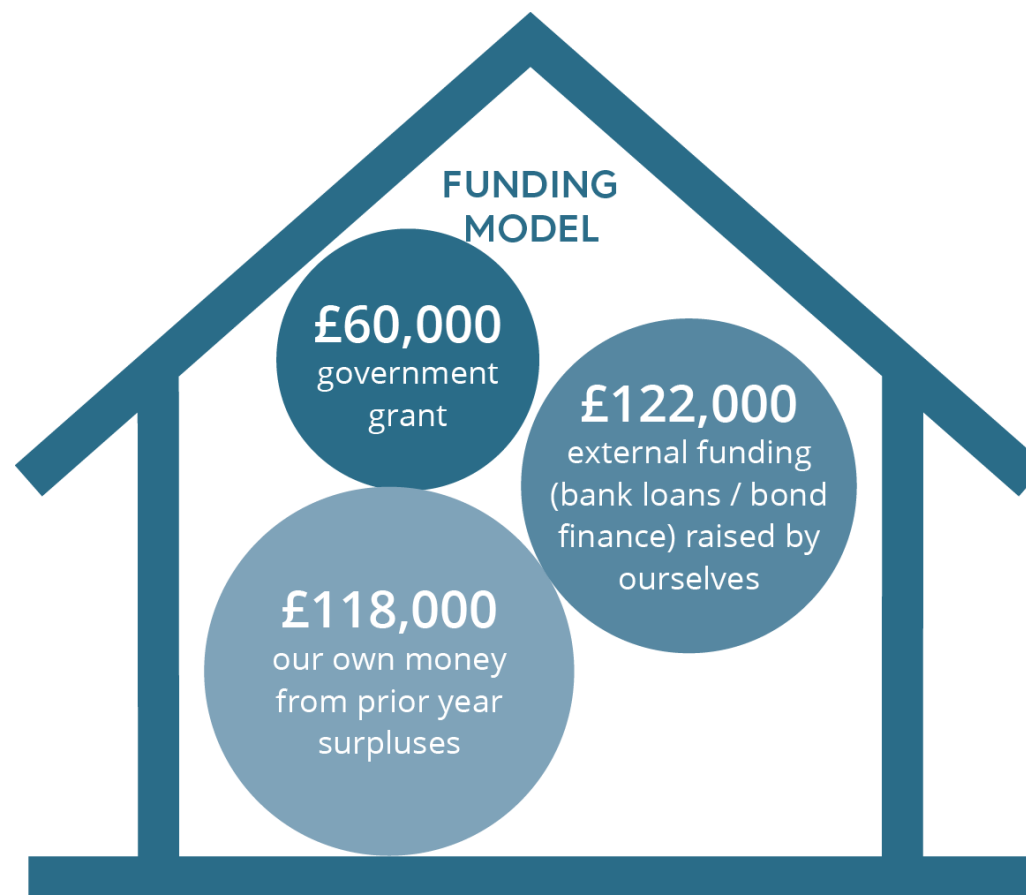 FUNDING
MODEL
£60,000
government
grant
£122,000
external funding
(bank loans / bond
finance) raised by
ourselves
£118,000
our own money
from prior year
surpluses